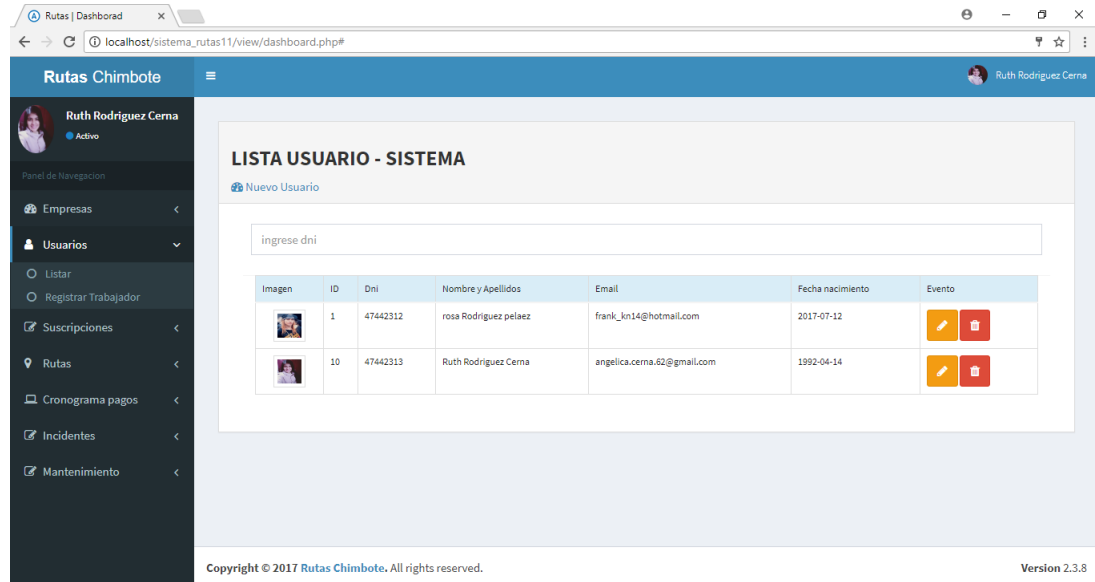 Rutas | Dashborad
localhost/sistema_rutas11/view/dashboard.php#
Rutas Chimbote
Ruth Rodriguez Cerna
Ruth Rodriguez Cerna
Activo
Panel de Navegacion
Empresas
Usuarios
Listar
Registrar Trabajador
Suscripciones
Rutas
Cronograma pagos
Incidentes
Mantenimiento
LISTA USUARIO - SISTEMA
Nuevo Usuario
ingrese dni
Imagen ID Dni Nombre y Apellidos Email Fecha nacimiento Evento
1 47442312 rosa Rodriguez pelaez frank_kn14@hotmail.com 2017-07-12
10 47442313 Ruth Rodriguez Cerna angelica.cerna.62@gmail.com 1992-04-14
Copyright © 2017 Rutas Chimbote. All rights reserved.
Version 2.3.8